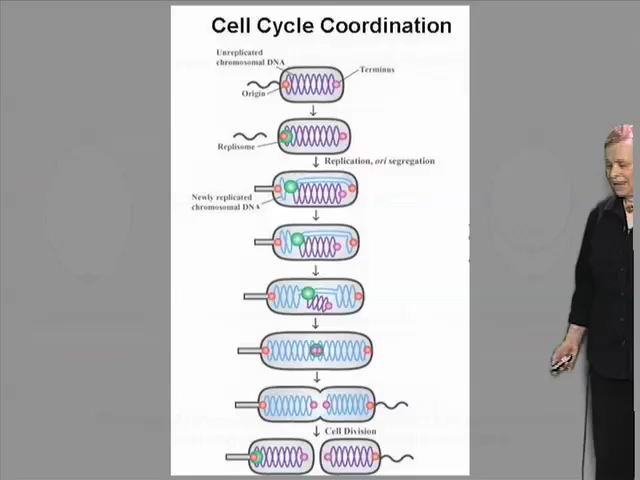 Cell Cycle Coordination
Unreplicated
chromosomal DNA
Terminus
Origin
Replisome
Replication, ori segregation
Newly replicated
chromosomal DNA
Cell Division